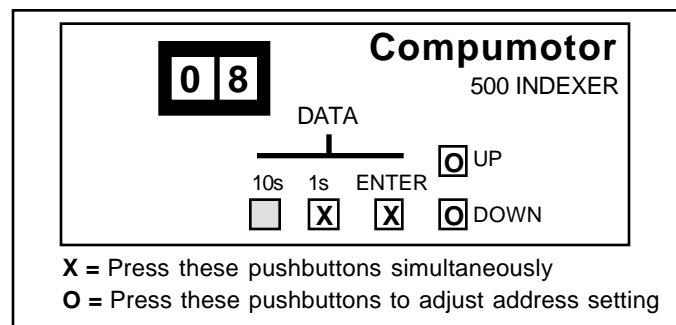 Compumotor
0 8
500 INDEXER
DATA
O UP
10s 1s ENTER
X X O DOWN
X = Press these pushbuttons simultaneously
O = Press these pushbuttons to adjust address setting